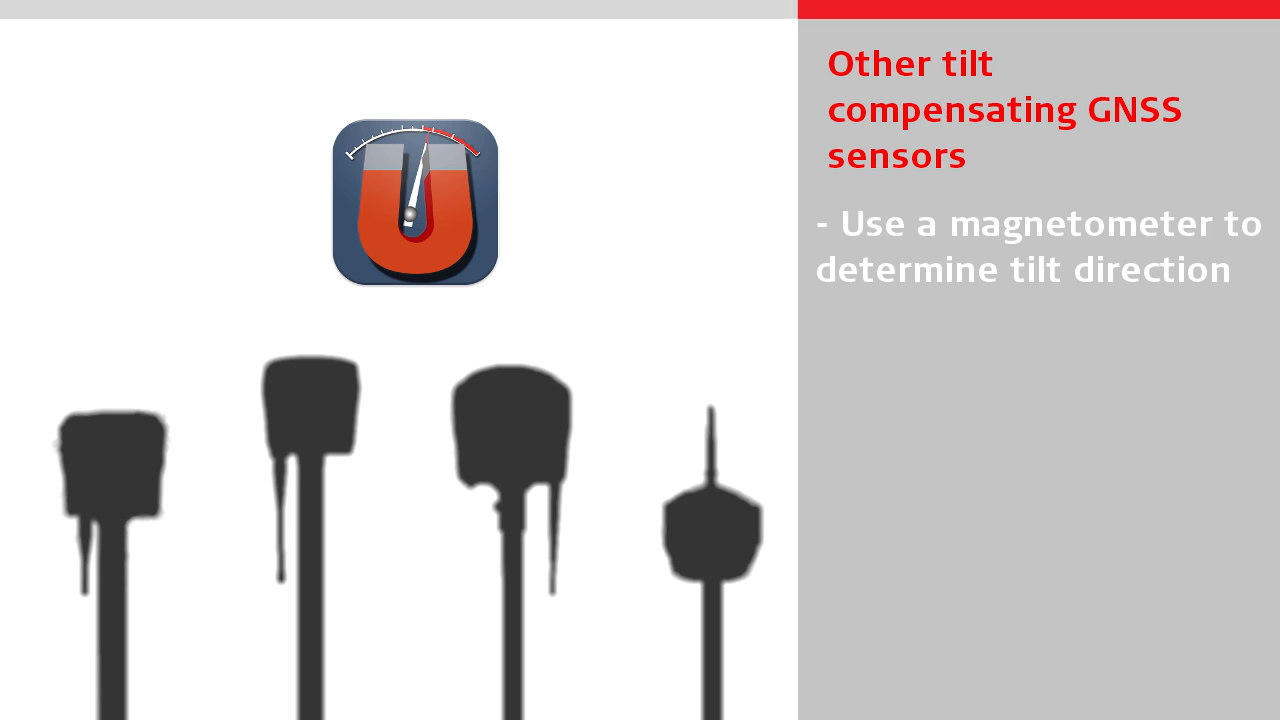 Other tilt
compensating GNSS
sensors
- Use a magnetometer to
determine tilt direction